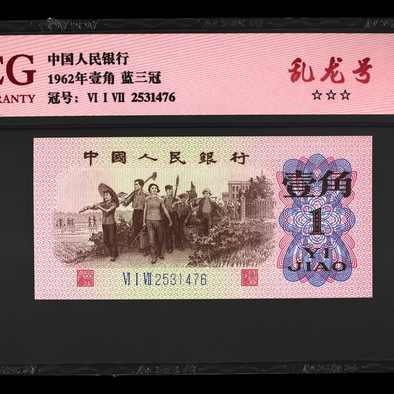 EG
RANTY
中国人民银行
1962年壹角 蓝三冠
冠号: Ⅵ Ⅰ Ⅶ 2531476
乱龙号
☆☆☆
中國人民銀行
壹角
1
YI
JIAO
Ⅵ Ⅰ Ⅶ 2531476